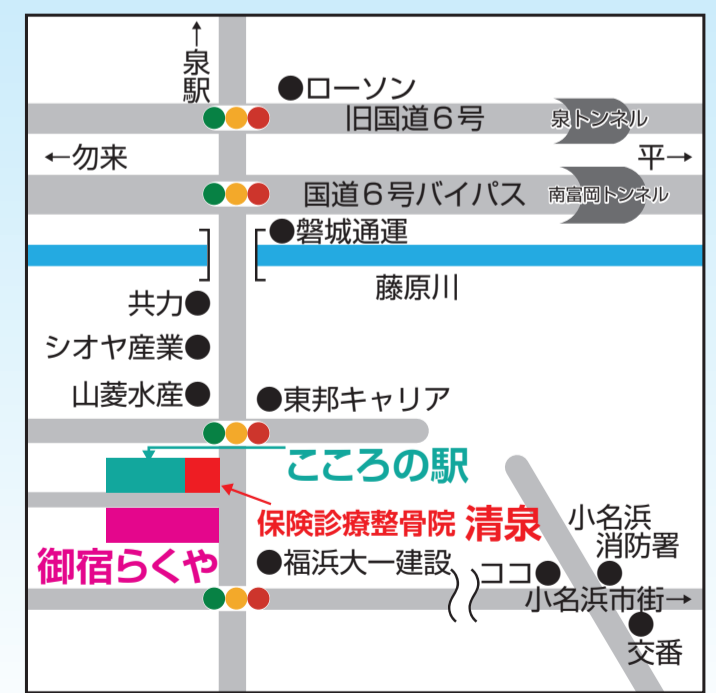 ↑
泉駅
ローソン
旧国道6号
泉トンネル
←勿来
平→
国道6号バイパス
南富岡トンネル
磐城通運
藤原川
共力
シオヤ産業
山菱水産
東邦キャリア
こころの駅
保険診療整骨院 清泉
御宿らくや
福浜大一建設
ココ
小名浜
消防署
小名浜市街→
交番